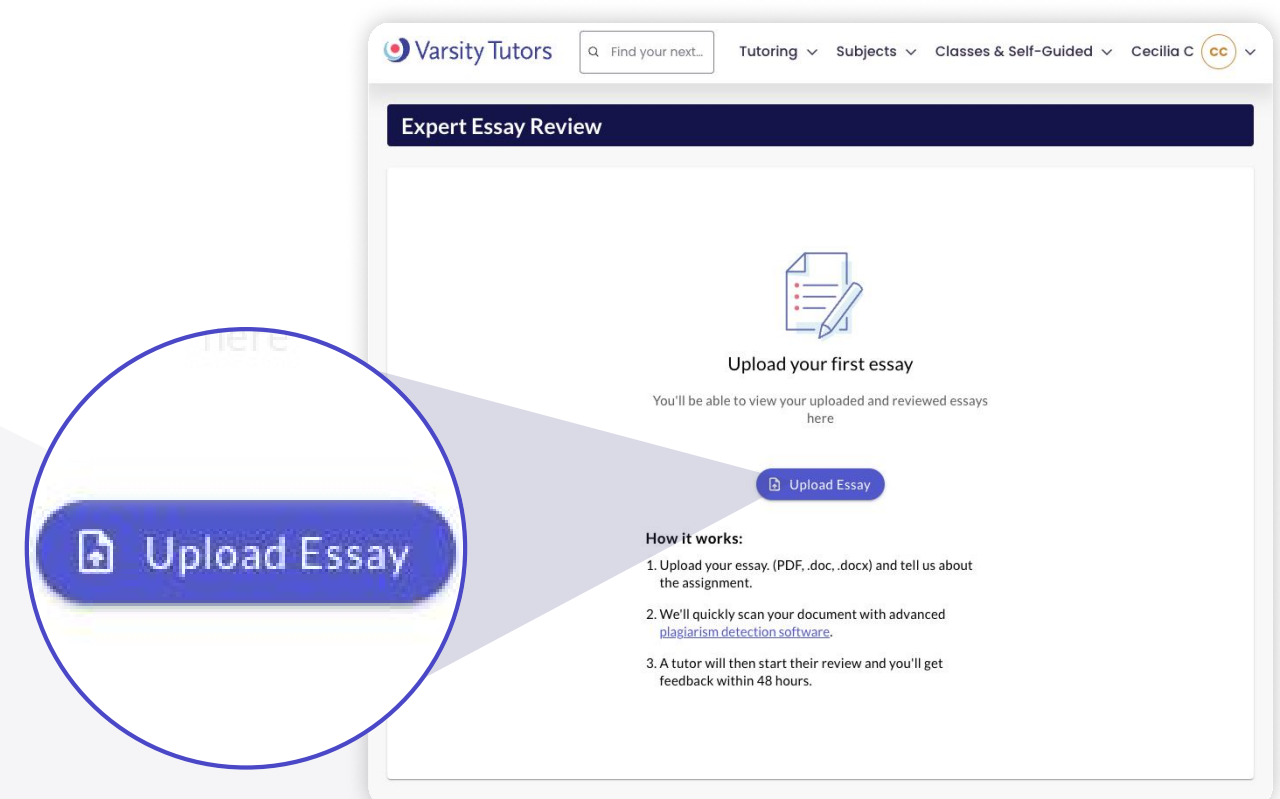 Varsity Tutors
Find your next...
Tutoring
Subjects
Classes & Self-Guided
Cecilia C
CC
Expert Essay Review
Upload your first essay
You'll be able to view your uploaded and reviewed essays
here
Upload Essay
How it works:
1. Upload your essay. (PDF, .doc, .docx) and tell us about
the assignment.
2. We'll quickly scan your document with advanced
plagiarism detection software.
3. A tutor will then start their review and you'll get
feedback within 48 hours.
here
Upload Essay